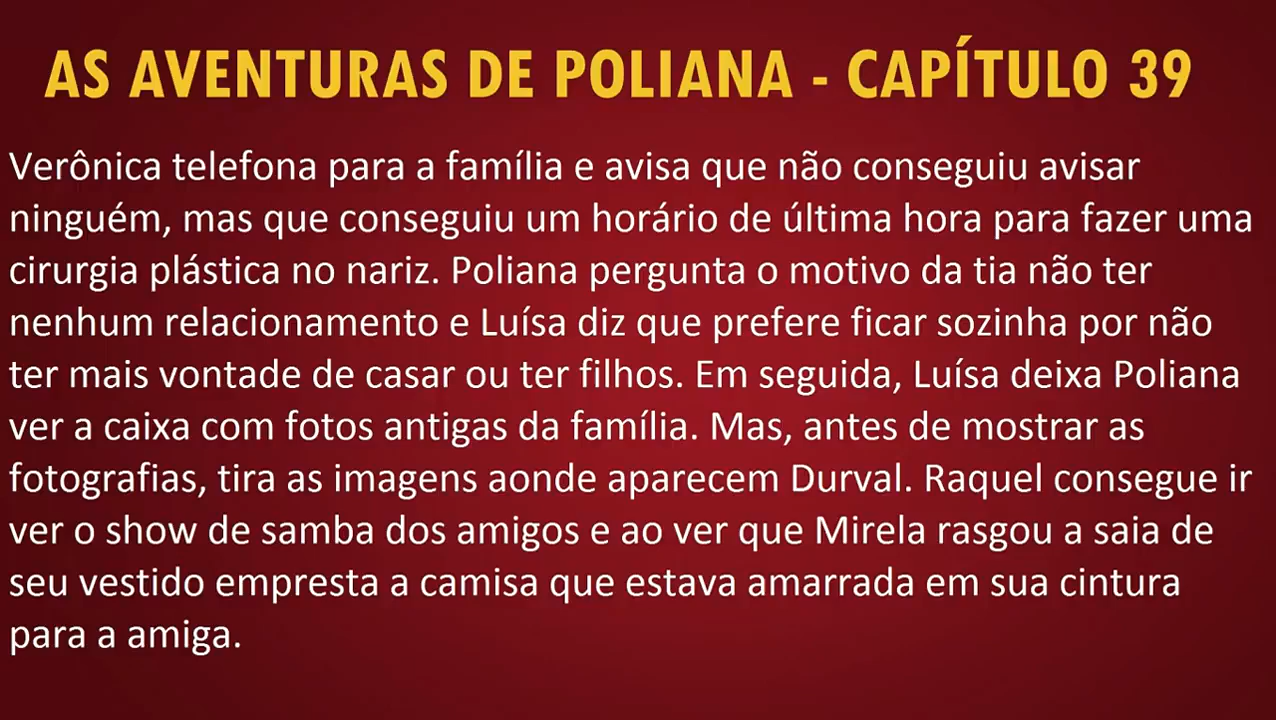 AS AVENTURAS DE POLIANA - CAPÍTULO 39
Verônica telefona para a família e avisa que não conseguiu avisar
ninguém, mas que conseguiu um horário de última hora para fazer uma
cirurgia plástica no nariz. Poliana pergunta o motivo da tia não ter
nenhum relacionamento e Luísa diz que prefere ficar sozinha por não
ter mais vontade de casar ou ter filhos. Em seguida, Luísa deixa Poliana
ver a caixa com fotos antigas da família. Mas, antes de mostrar as
fotografias, tira as imagens aonde aparecem Durval. Raquel consegue ir
ver o show de samba dos amigos e ao ver que Mirela rasgou a saia de
seu vestido empresta a camisa que estava amarrada em sua cintura
para a amiga.